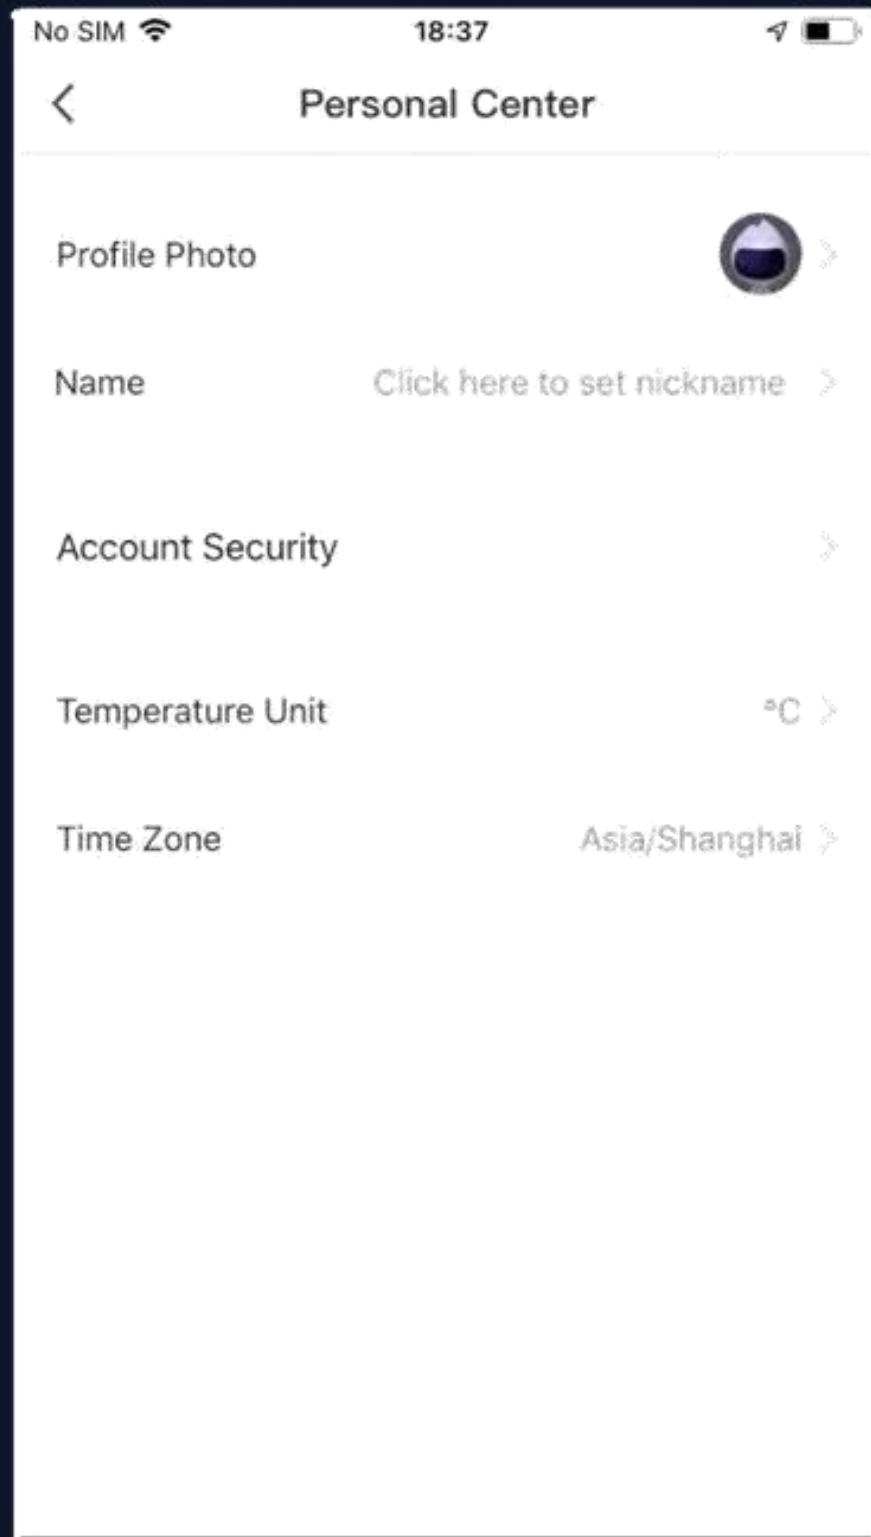 No SIM 18:37
Personal Center
Profile Photo
Name Click here to set nickname
Account Security
Temperature Unit °C
Time Zone Asia/Shanghai